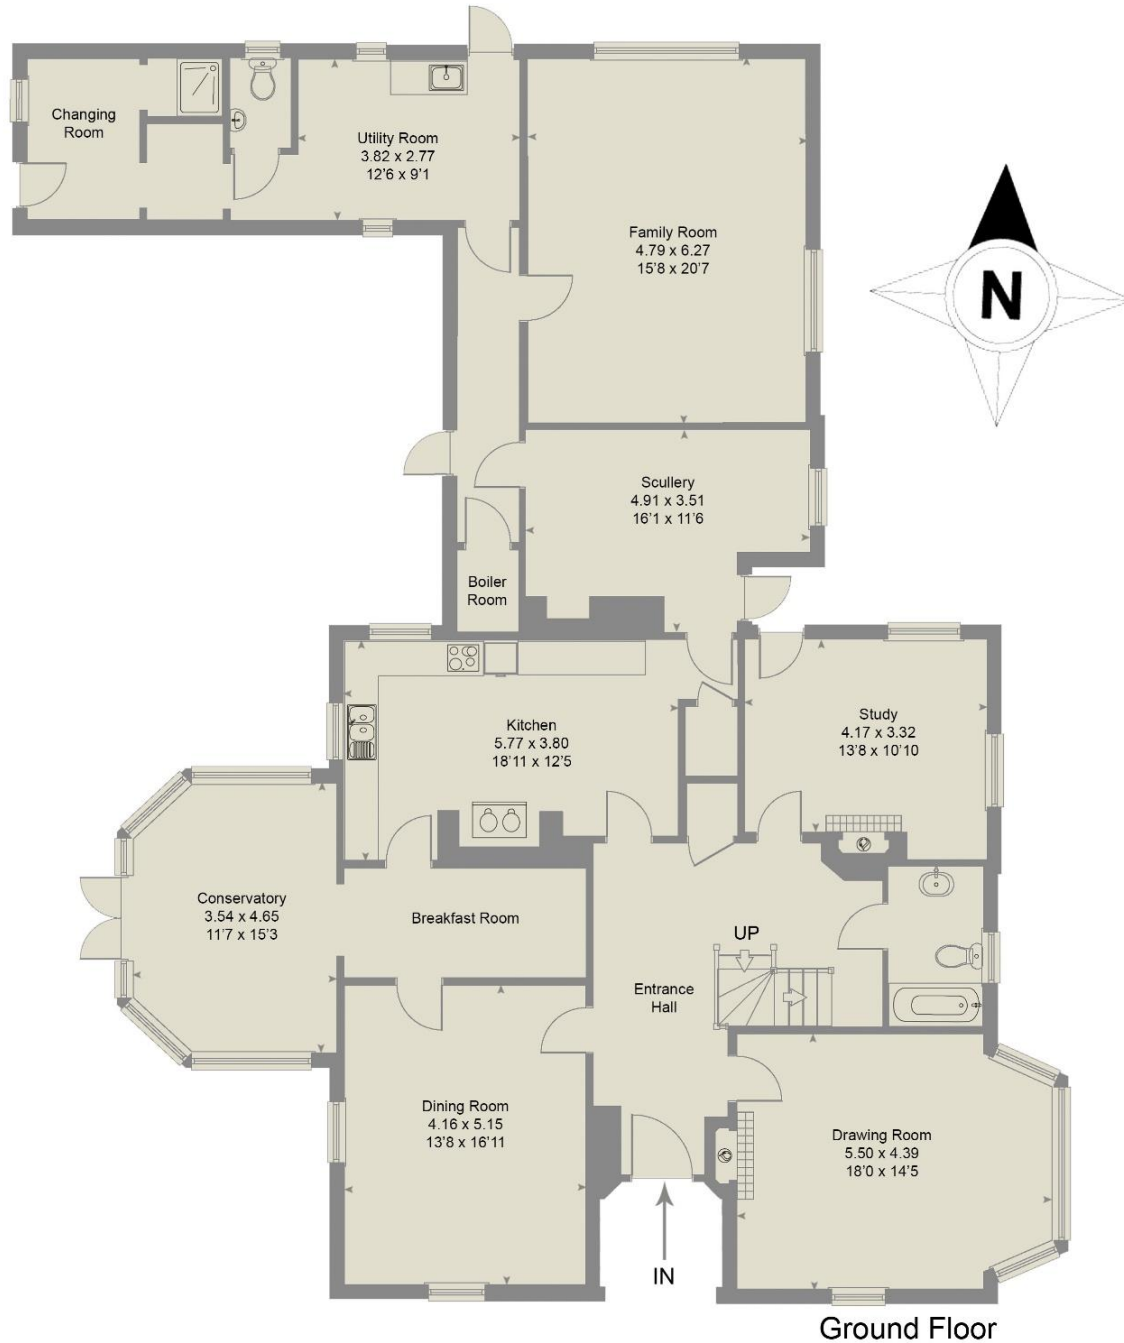 Changing
Room
Utility Room
3.82 x 2.77
12'6 x 9'1
Family Room
4.79 x 6.27
15'8 x 20'7
N
Scullery
4.91 x 3.51
16'1 x 11'6
Boiler
Room
Kitchen
5.77 x 3.80
18'11 x 12'5
Study
4.17 x 3.32
13'8 x 10'10
Conservatory
3.54 x 4.65
11'7 x 15'3
Breakfast Room
UP
Entrance
Hall
Dining Room
4.16 x 5.15
13'8 x 16'11
Drawing Room
5.50 x 4.39
18'0 x 14'5
IN
Ground Floor